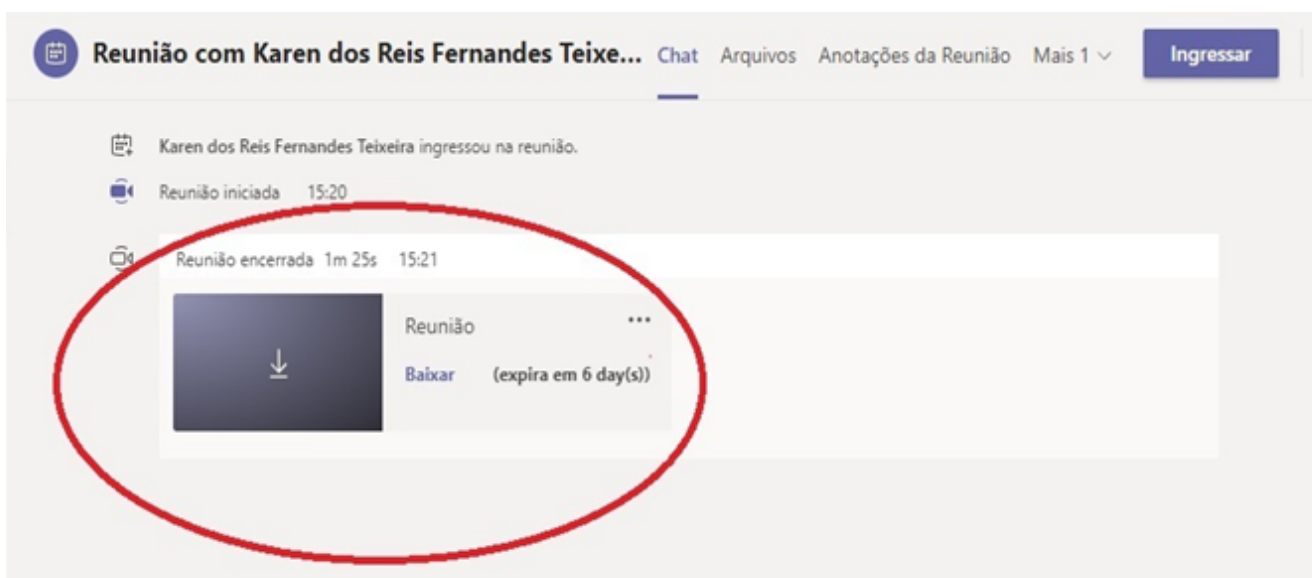 Reunião com Karen dos Reis Fernandes Teixe... Chat Arquivos Anotações da Reunião Mais 1 Ingressar
Karen dos Reis Fernandes Teixeira ingressou na reunião.
Reunião iniciada 15:20
Reunião encerrada 1m 25s 15:21
Reunião ...
Baixar (expira em 6 day(s))